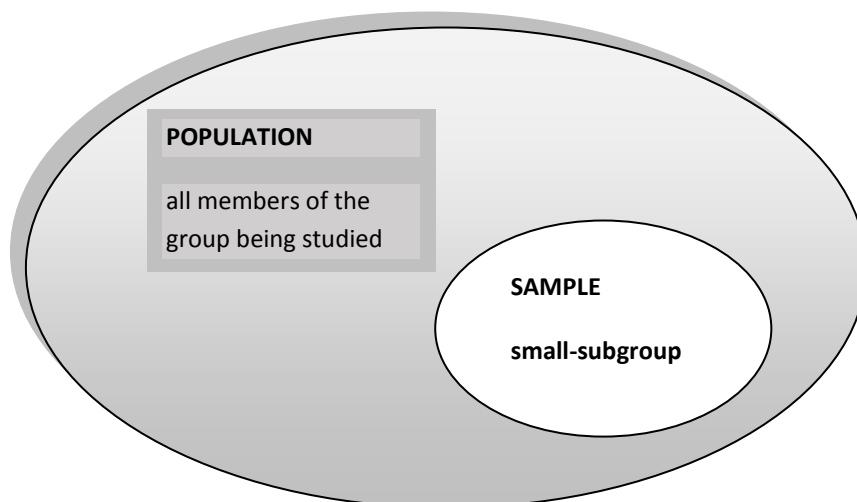 POPULATION
all members of the
group being studied
SAMPLE
small-subgroup